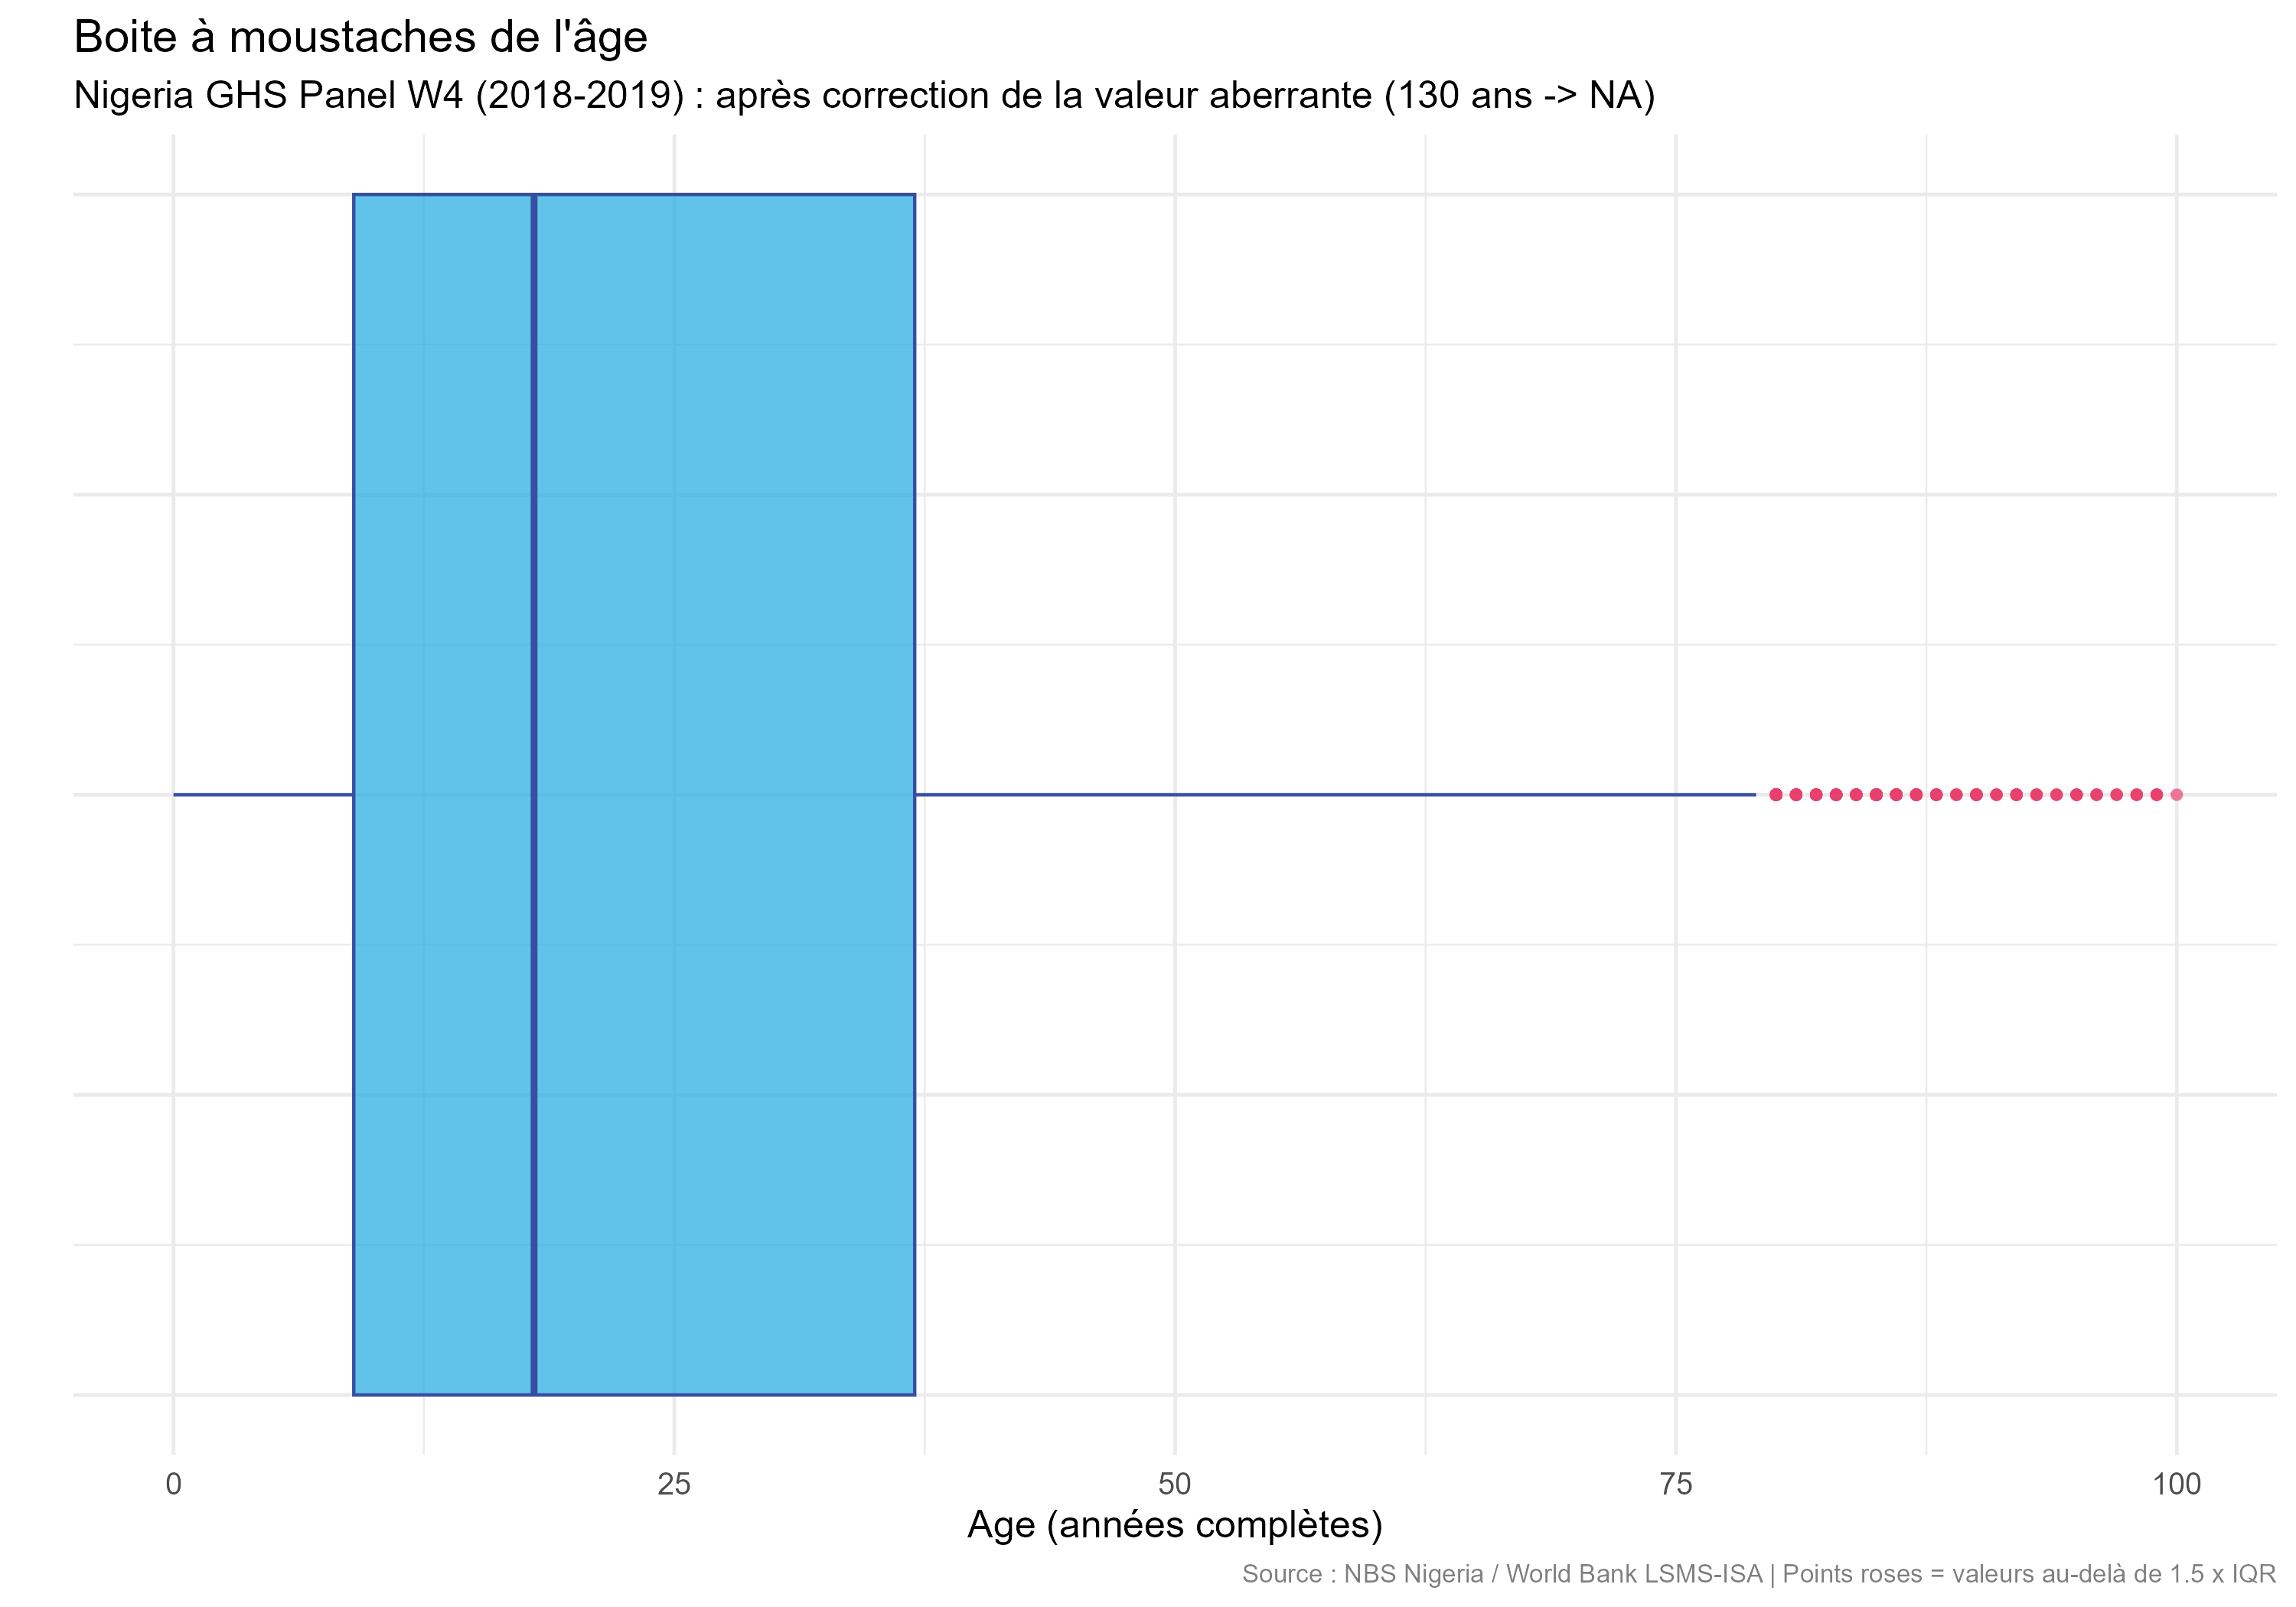 Boite à moustaches de l'âge
Nigeria GHS Panel W4 (2018-2019) : après correction de la valeur aberrante (130 ans -> NA)
0 25 50 75 100
Age (années complètes)
Source : NBS Nigeria / World Bank LSMS-ISA | Points roses = valeurs au-delà de 1.5 x IQR